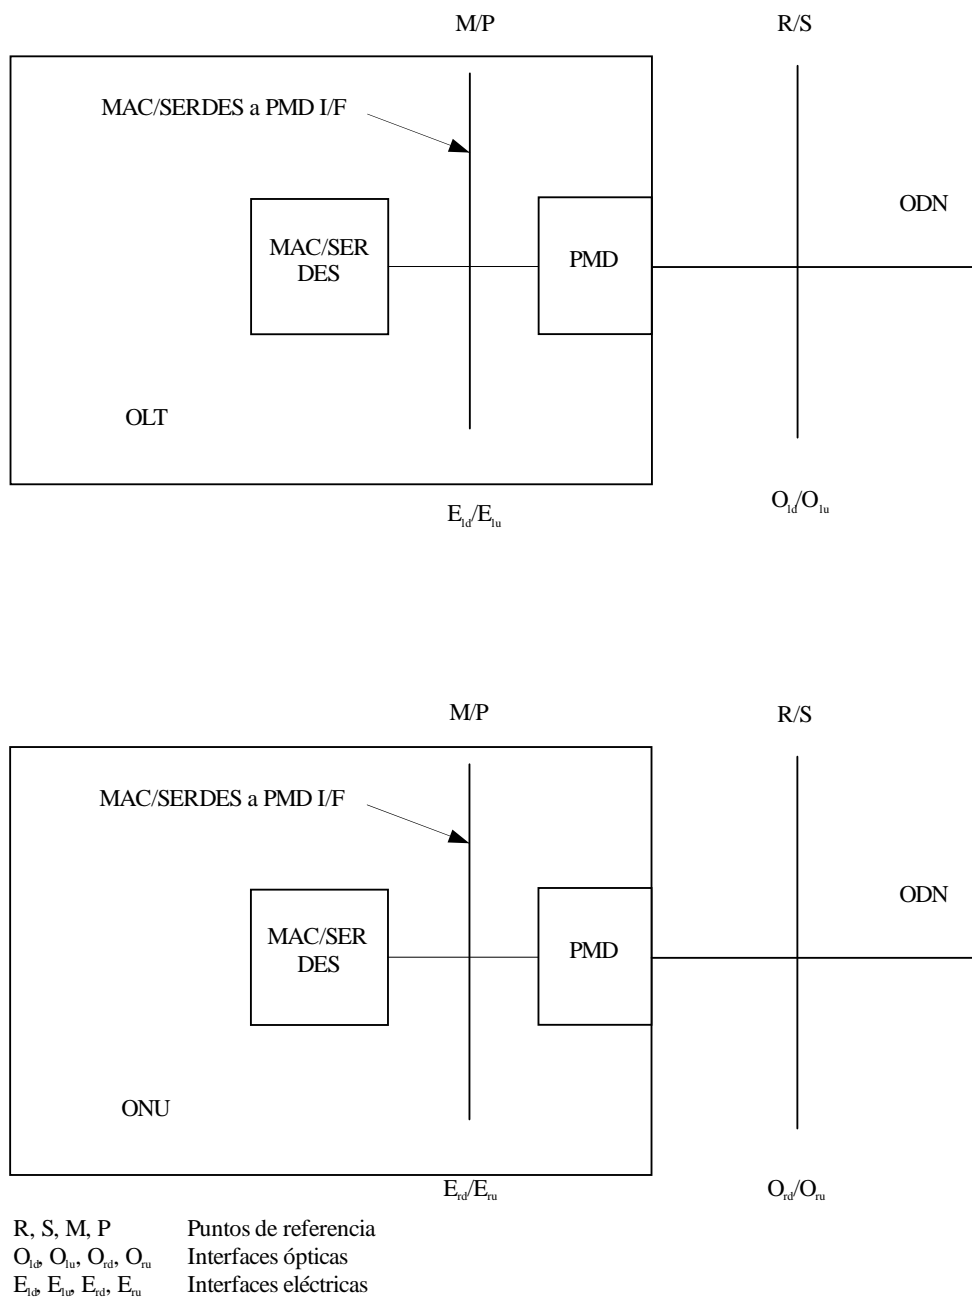 M/P R/S
MAC/SERDES a PMD I/F
ODN
MAC/SER
DES
PMD
OLT
Eld/Elu
Old/Olu
M/P R/S
MAC/SERDES a PMD I/F
ODN
MAC/SER
DES
PMD
ONU
Erd/Eru
Ord/Oru
R, S, M, P Puntos de referencia
Old, Olu, Ord, Oru Interfaces ópticas
Eld, Elu, Erd, Eru Interfaces eléctricas